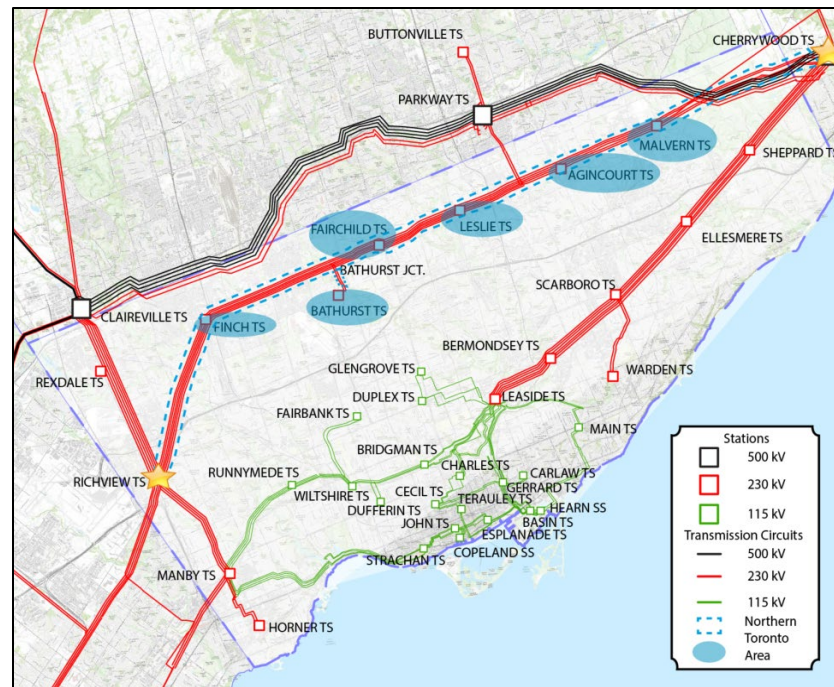 BUTTONVILLE TS
CHERRYWOOD TS
PARKWAY TS
MALVERN TS
SHEPPARD TS
AGINCOURT TS
FAIRCHILD TS
LESLIE TS
ELLESMERE TS
BATHURST JCT.
SCARBORO TS
CLAIREVILLE TS
BATHURST TS
FINCH TS
BERMONDSEY TS
REXDALE TS
GLENGROVE TS
WARDEN TS
DUPLEX TS
LEASIDE TS
FAIRBANK TS
MAIN TS
BRIDGMAN TS
RICHVIEW TS
RUNNYMEDE TS
CHARLES TS
CARLAW TS
WILTSHIRE TS
CECIL TS
GERRARD TS
DUFFERIN TS
TERAULEY TS
HEARN SS
JOHN TS
BASIN TS
ESPLANADE TS
STRACHAN TS
COPELAND SS
MANBY TS
HORNER TS
Stations
500 kV
230 kV
115 kV
Transmission Circuits
500 kV
230 kV
115 kV
Northern
Toronto
Area